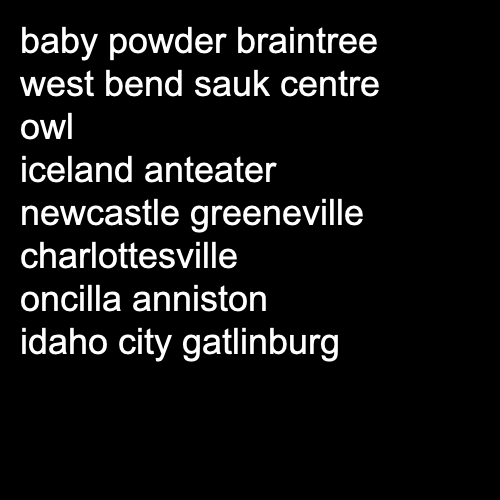 baby powder braintree
west bend sauk centre
owl
iceland anteater
newcastle greeneville
charlottesville
oncilla anniston
idaho city gatlinburg